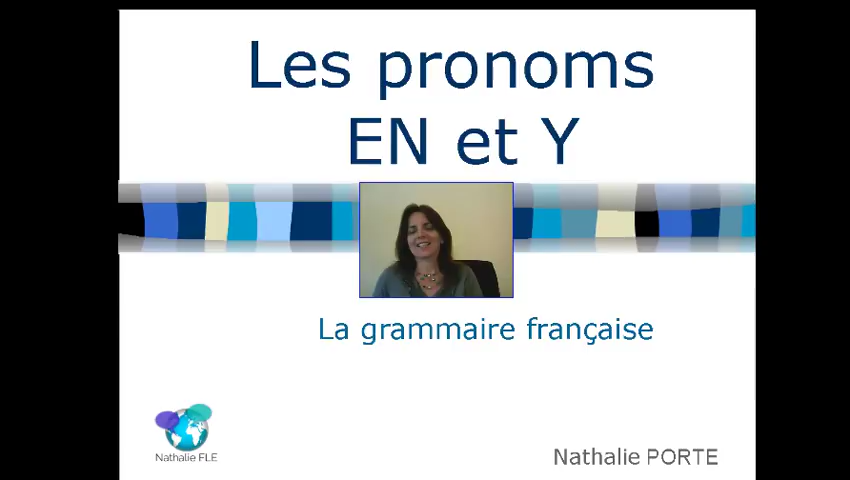 Les pronoms
EN et Y
La grammaire française
Nathalie FLE
Nathalie PORTE